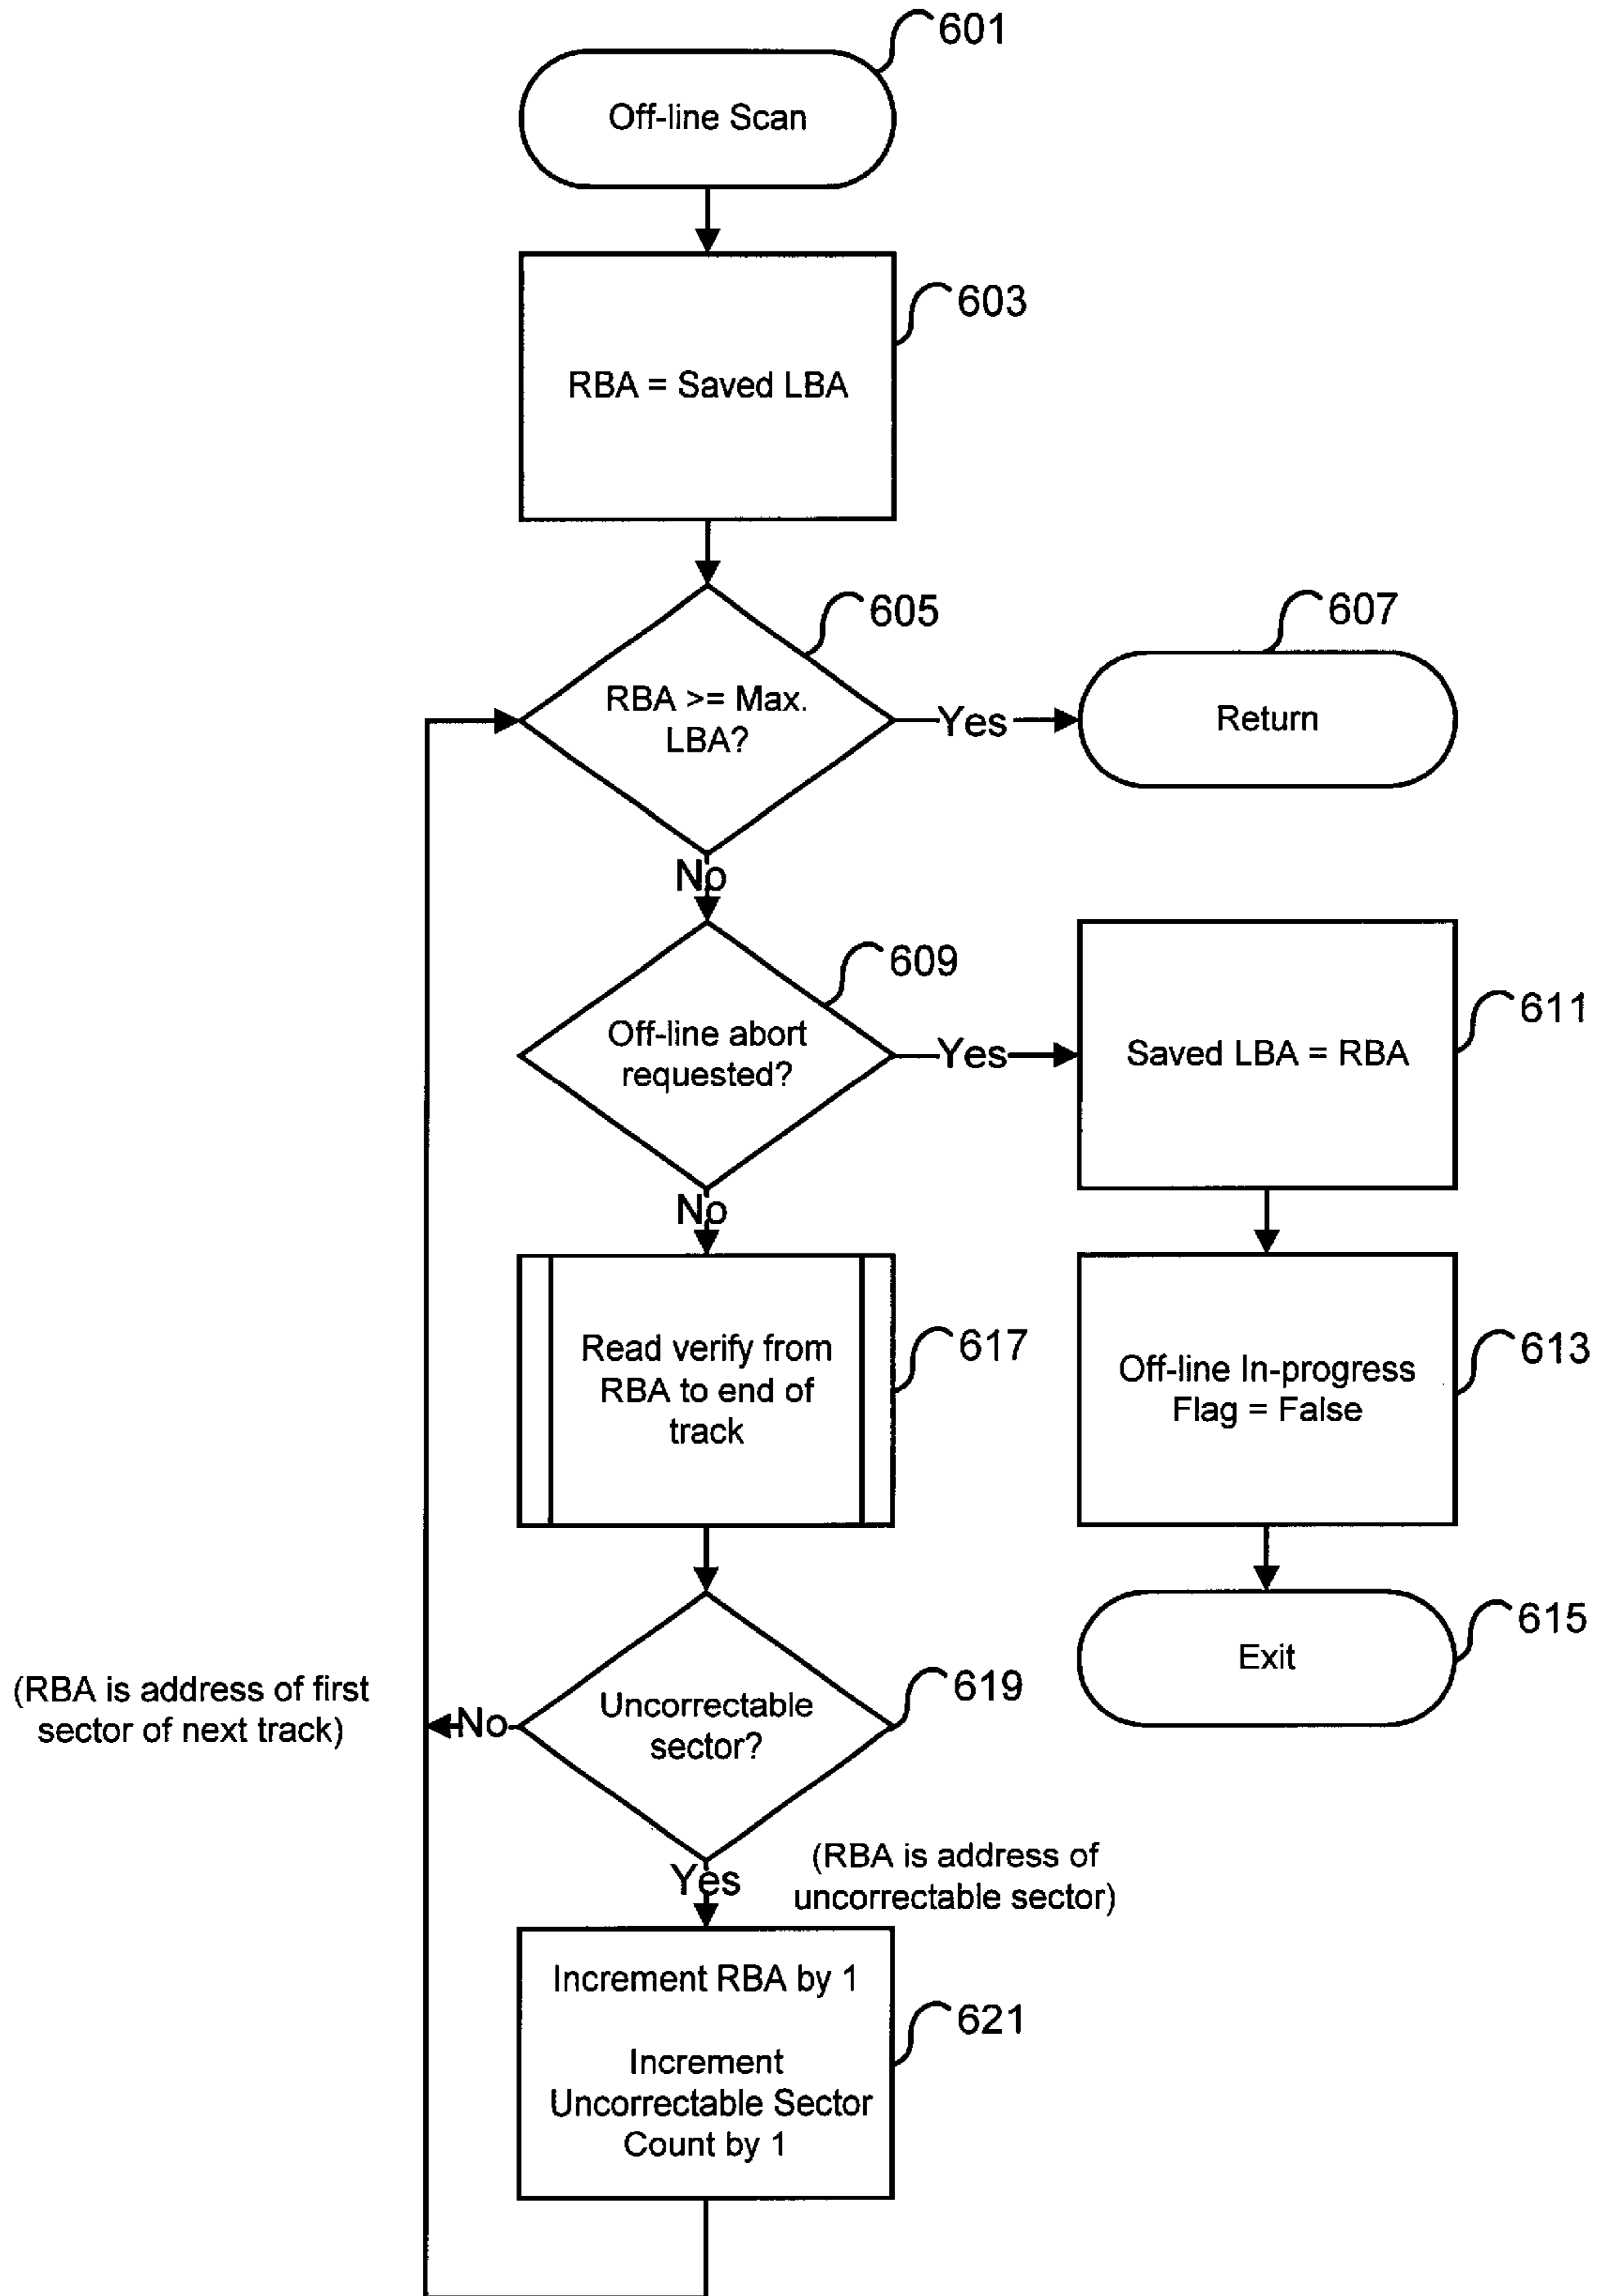 601
Off-line Scan
603
RBA = Saved LBA
605
RBA >= Max.
LBA?
Yes
607
Return
No
609
Off-line abort
requested?
Yes
611
Saved LBA = RBA
No
617
Read verify from
RBA to end of
track
613
Off-line In-progress
Flag = False
615
Exit
619
Uncorrectable
sector?
No
(RBA is address of first
sector of next track)
Yes
(RBA is address of
uncorrectable sector)
621
Increment RBA by 1
Increment
Uncorrectable Sector
Count by 1